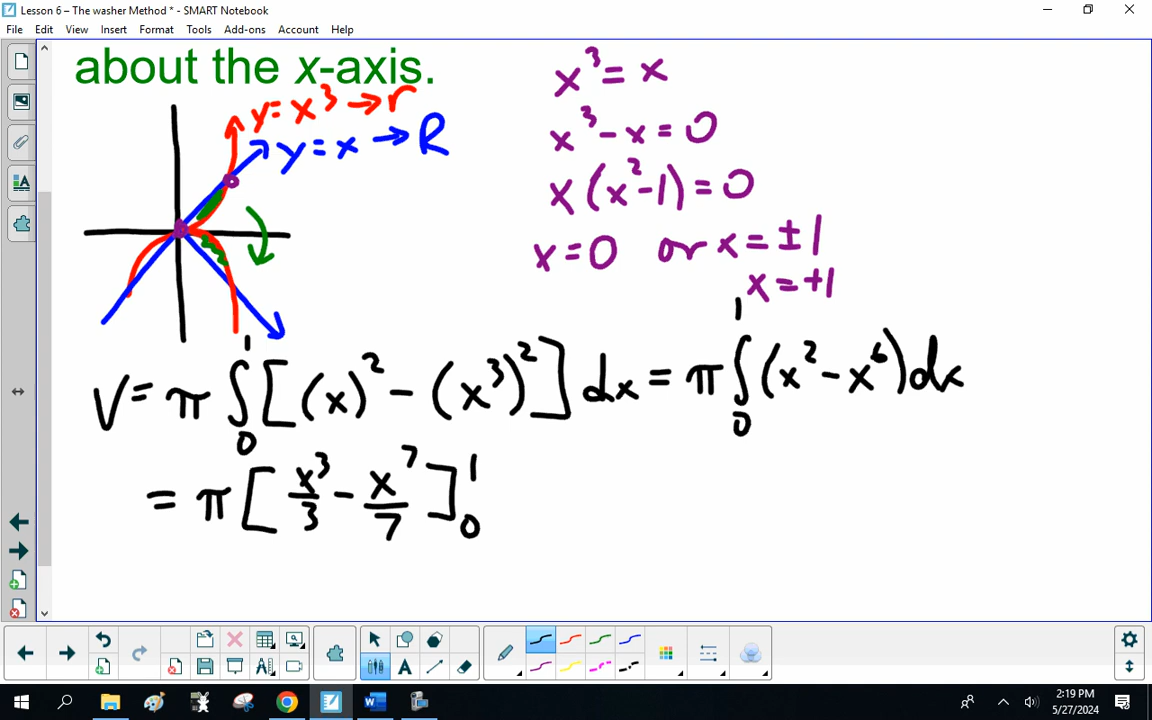 Lesson 6 – The washer Method * - SMART Notebook
File Edit View Insert Format Tools Add-ons Account Help
about the x-axis.
y = x³ → r
y = x → R
x³ = x
x³ - x = 0
x(x² - 1) = 0
x = 0 or x = ±1
x = +1
V = π ∫₀¹ [(x)² - (x³)²] dx = π ∫₀¹ (x² - x⁶) dx
= π [x³/3 - x⁷/7]₀¹
A
2:19 PM
5/27/2024